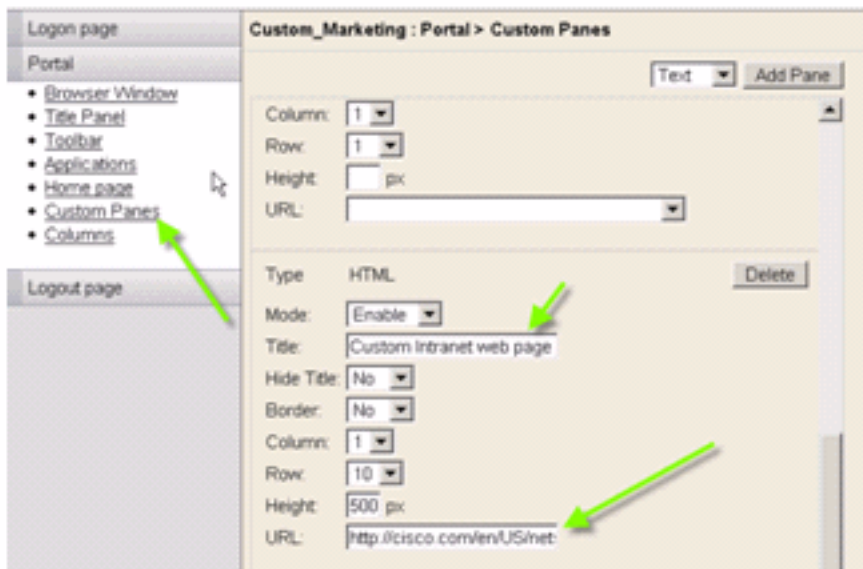 Logon page
Portal
• Browser Window
• Title Panel
• Toolbar
• Applications
• Home page
• Custom Panes
• Columns
Logout page
Custom_Marketing : Portal > Custom Panes
Text Add Pane
Column: 1
Row: 1
Height: px
URL:
Type HTML Delete
Mode: Enable
Title: Custom Intranet web page
Hide Title: No
Border: No
Column: 1
Row: 10
Height: 500 px
URL: http://cisco.com/en/US/net